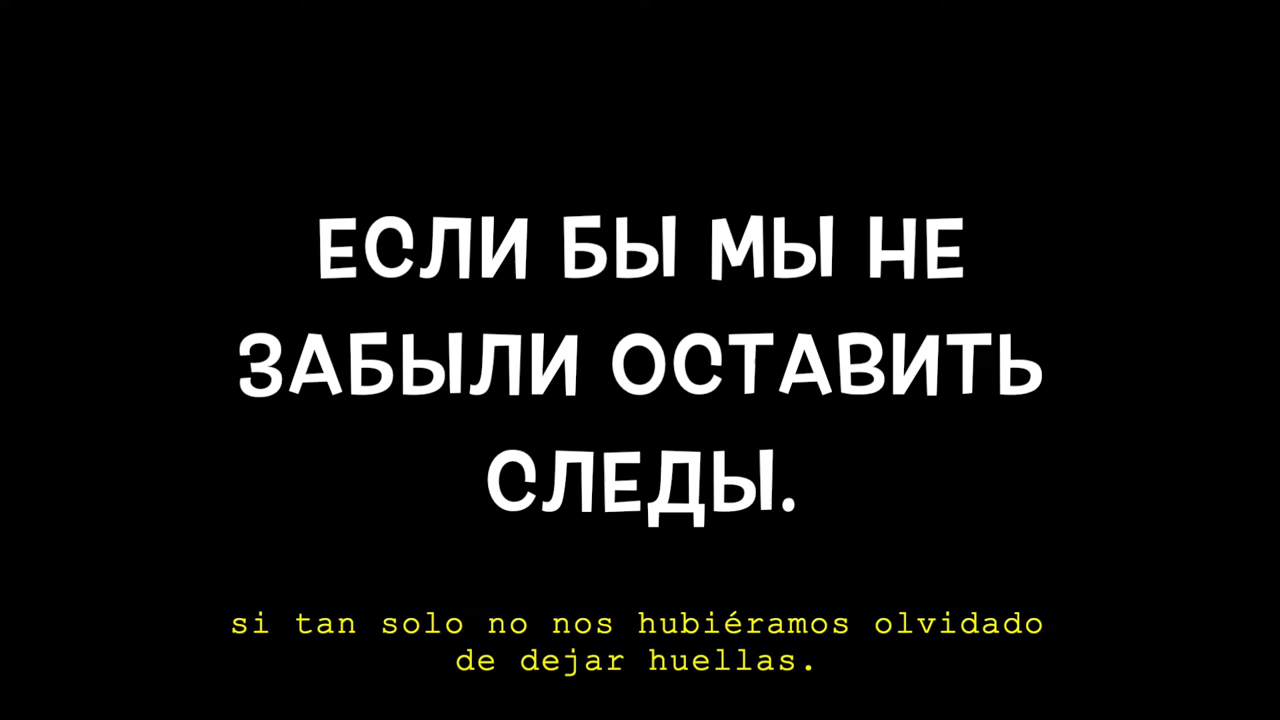 ЕСЛИ БЫ МЫ НЕ
ЗАБЫЛИ ОСТАВИТЬ
СЛЕДЫ.
si tan solo no nos hubiéramos olvidado
de dejar huellas.